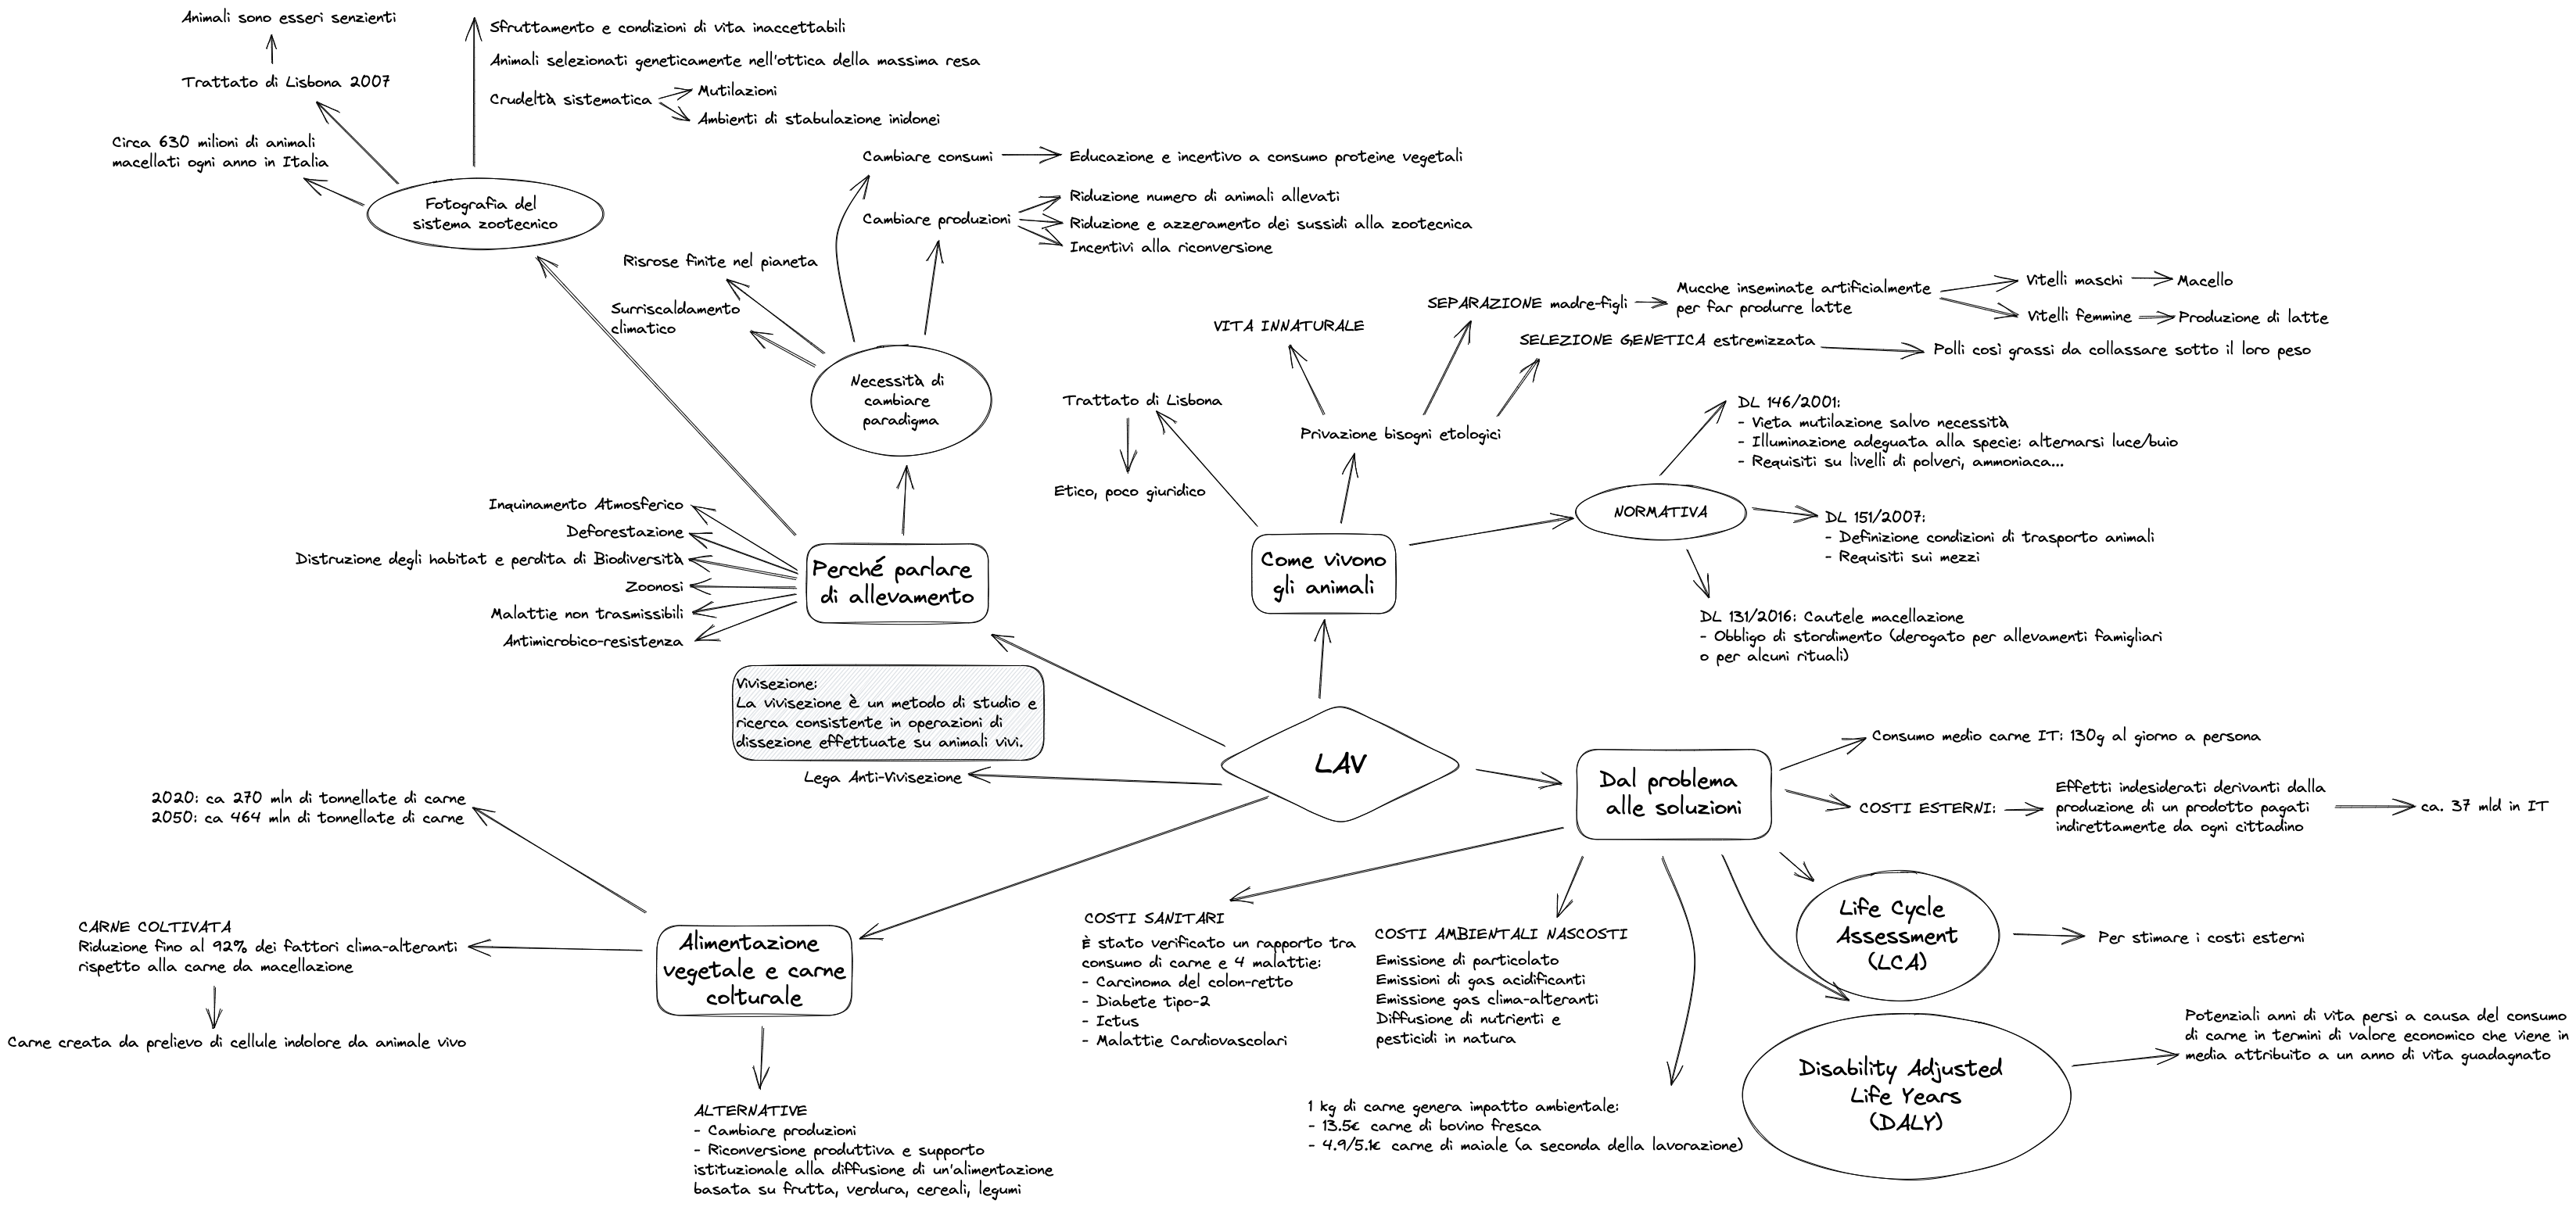 Animali sono esseri senzienti
Trattato di Lisbona 2007
Circa 630 milioni di animali
macellati ogni anno in Italia
Sfruttamento e condizioni di vita inaccettabili
Animali selezionati geneticamente nell'ottica della massima resa
Crudeltà sistematica
Mutilazioni
Ambienti di stabulazione inidonei
Fotografia del
sistema zootecnico
Cambiare consumi
Educazione e incentivo a consumo proteine vegetali
Cambiare produzioni
Riduzione numero di animali allevati
Riduzione e azzeramento dei sussidi alla zootecnica
Incentivi alla riconversione
Risrose finite nel pianeta
Surriscaldamento
climatico
Necessità di
cambiare
paradigma
Inquinamento Atmosferico
Deforestazione
Distruzione degli habitat e perdita di Biodiversità
Zoonosi
Malattie non trasmissibili
Antimicrobico-resistenza
Perché parlare
di allevamento
VITA INNATURALE
SEPARAZIONE madre-figli
Mucche inseminate artificialmente
per far produrre latte
Vitelli maschi
Macello
Vitelli femmine
Produzione di latte
SELEZIONE GENETICA estremizzata
Polli così grassi da collassare sotto il loro peso
Trattato di Lisbona
Etico, poco giuridico
Privazione bisogni etologici
Come vivono
gli animali
NORMATIVA
DL 146/2001:
- Vieta mutilazione salvo necessità
- Illuminazione adeguata alla specie: alternarsi luce/buio
- Requisiti su livelli di polveri, ammoniaca...
DL 151/2007:
- Definizione condizioni di trasporto animali
- Requisiti sui mezzi
DL 131/2016: Cautele macellazione
- Obbligo di stordimento (derogato per allevamenti famigliari
o per alcuni rituali)
Vivisezione:
La vivisezione è un metodo di studio e
ricerca consistente in operazioni di
dissezione effettuate su animali vivi.
Lega Anti-Vivisezione
LAV
Dal problema
alle soluzioni
Consumo medio carne IT: 130g al giorno a persona
COSTI ESTERNI:
Effetti indesiderati derivanti dalla
produzione di un prodotto pagati
indirettamente da ogni cittadino
ca. 37 mld in IT
2020: ca 270 mln di tonnellate di carne
2050: ca 464 mln di tonnellate di carne
CARNE COLTIVATA
Riduzione fino al 92% dei fattori clima-alteranti
rispetto alla carne da macellazione
Carne creata da prelievo di cellule indolore da animale vivo
Alimentazione
vegetale e carne
colturale
ALTERNATIVE
- Cambiare produzioni
- Riconversione produttiva e supporto
istituzionale alla diffusione di un'alimentazione
basata su frutta, verdura, cereali, legumi
COSTI SANITARI
È stato verificato un rapporto tra
consumo di carne e 4 malattie:
- Carcinoma del colon-retto
- Diabete tipo-2
- Ictus
- Malattie Cardiovascolari
COSTI AMBIENTALI NASCOSTI
Emissione di particolato
Emissioni di gas acidificanti
Emissione gas clima-alteranti
Diffusione di nutrienti e
pesticidi in natura
1 kg di carne genera impatto ambientale:
- 13.5€ carne di bovino fresca
- 4.9/5.1€ carne di maiale (a seconda della lavorazione)
Life Cycle
Assessment
(LCA)
Per stimare i costi esterni
Disability Adjusted
Life Years
(DALY)
Potenziali anni di vita persi a causa del consumo
di carne in termini di valore economico che viene in
media attribuito a un anno di vita guadagnato